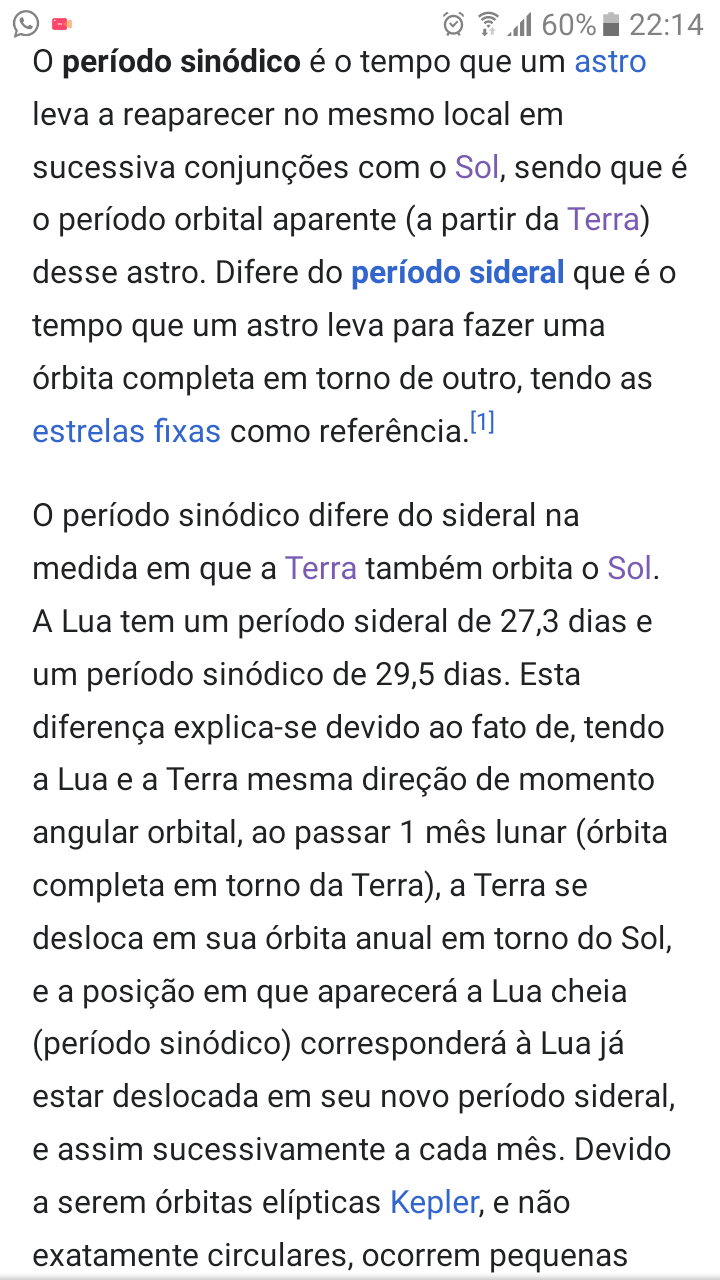 60% 22:14
O período sinódico é o tempo que um astro
leva a reaparecer no mesmo local em
sucessiva conjunções com o Sol, sendo que é
o período orbital aparente (a partir da Terra)
desse astro. Difere do período sideral que é o
tempo que um astro leva para fazer uma
órbita completa em torno de outro, tendo as
estrelas fixas como referência.[1]
O período sinódico difere do sideral na
medida em que a Terra também orbita o Sol.
A Lua tem um período sideral de 27,3 dias e
um período sinódico de 29,5 dias. Esta
diferença explica-se devido ao fato de, tendo
a Lua e a Terra mesma direção de momento
angular orbital, ao passar 1 mês lunar (órbita
completa em torno da Terra), a Terra se
desloca em sua órbita anual em torno do Sol,
e a posição em que aparecerá a Lua cheia
(período sinódico) corresponderá à Lua já
estar deslocada em seu novo período sideral,
e assim sucessivamente a cada mês. Devido
a serem órbitas elípticas Kepler, e não
exatamente circulares, ocorrem pequenas